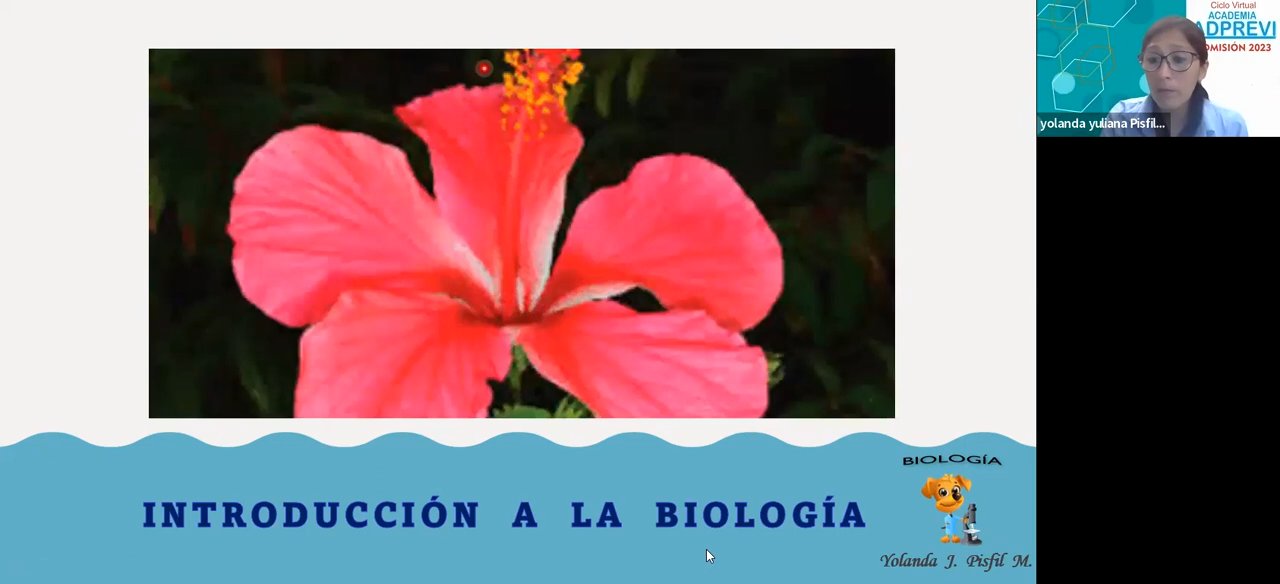 INTRODUCCIÓN A LA BIOLOGÍA
BIOLOGÍA
Yolanda J. Pisfil M.
Ciclo Virtual
ACADEMIA
ADPREVI
ADMISIÓN 2023
yolanda yuliana Pisfil...